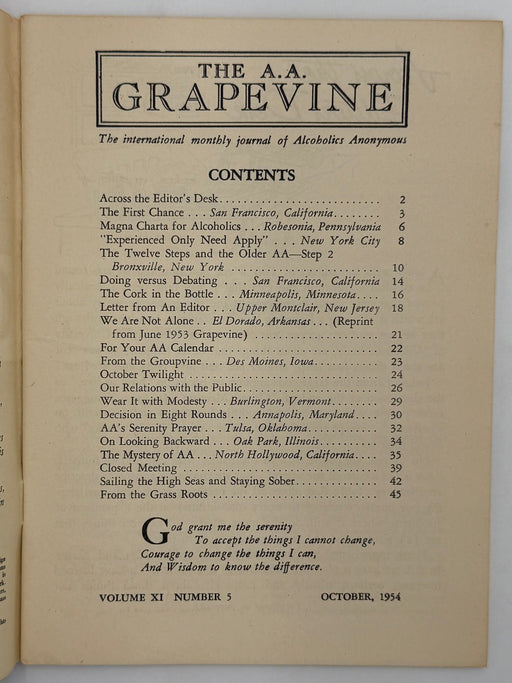 THE A.A.
GRAPEVINE
The international monthly journal of Alcoholics Anonymous
CONTENTS
Across the Editor's Desk . . . . . . . . . . . . . . . . . . . . . . . . . . 2
The First Chance . . . San Francisco, California . . . . . . . . 3
Magna Charta for Alcoholics . . . Robesonia, Pennsylvania 6
"Experienced Only Need Apply" . . . New York City 8
The Twelve Steps and the Older AA—Step 2
Bronxville, New York . . . . . . . . . . . . . . . . . . . . . . . . 10
Doing versus Debating . . . San Francisco, California 14
The Cork in the Bottle . . . Minneapolis, Minnesota . . . . 16
Letter from An Editor . . . Upper Montclair, New Jersey 18
We Are Not Alone . . El Dorado, Arkansas . . . (Reprint
from June 1953 Grapevine) . . . . . . . . . . . . . . . . . . . . 21
For Your AA Calendar . . . . . . . . . . . . . . . . . . . . . . . . . . 22
From the Groupvine . . . Des Moines, Iowa . . . . . . . . . . . 23
October Twilight . . . . . . . . . . . . . . . . . . . . . . . . . . . . . . . 24
Our Relations with the Public . . . . . . . . . . . . . . . . . . . . . . 26
Wear It with Modesty . . . Burlington, Vermont . . . . . . . 29
Decision in Eight Rounds . . . Annapolis, Maryland . . . . 30
AA's Serenity Prayer . . . Tulsa, Oklahoma . . . . . . . . . . . . 32
On Looking Backward . . . Oak Park, Illinois . . . . . . . . . 34
The Mystery of AA . . . North Hollywood, California . . . . 35
Closed Meeting . . . . . . . . . . . . . . . . . . . . . . . . . . . . . . . . 39
Sailing the High Seas and Staying Sober . . . . . . . . . . . . . 42
From the Grass Roots . . . . . . . . . . . . . . . . . . . . . . . . . . . 45
God grant me the serenity
To accept the things I cannot change,
Courage to change the things I can,
And Wisdom to know the difference.
VOLUME XI NUMBER 5 OCTOBER, 1954